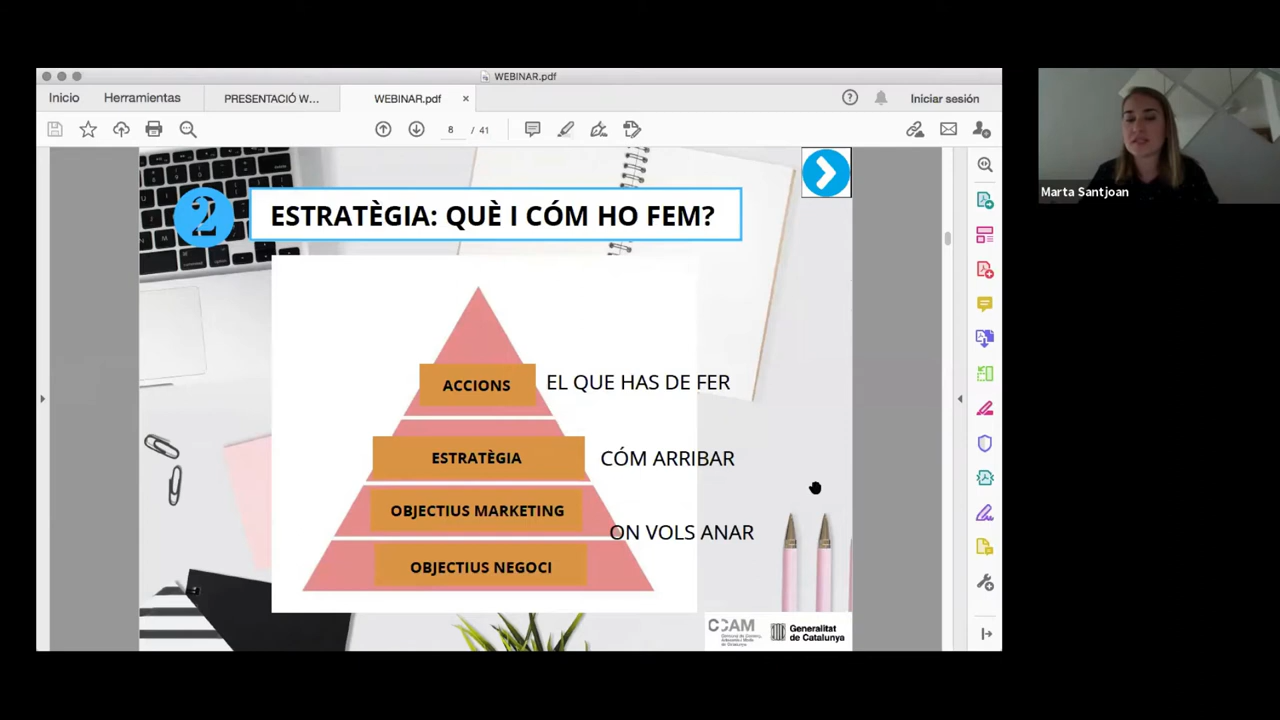 WEBINAR.pdf
Inicio
Herramientas
PRESENTACIÓ W...
WEBINAR.pdf
×
Iniciar sesión
8 / 41
2
ESTRATÈGIA: QUÈ I CÓM HO FEM?
ACCIONS
EL QUE HAS DE FER
ESTRATÈGIA
CÓM ARRIBAR
OBJECTIUS MARKETING
ON VOLS ANAR
OBJECTIUS NEGOCI
CCAM
Generalitat
de Catalunya
Marta Santjoan